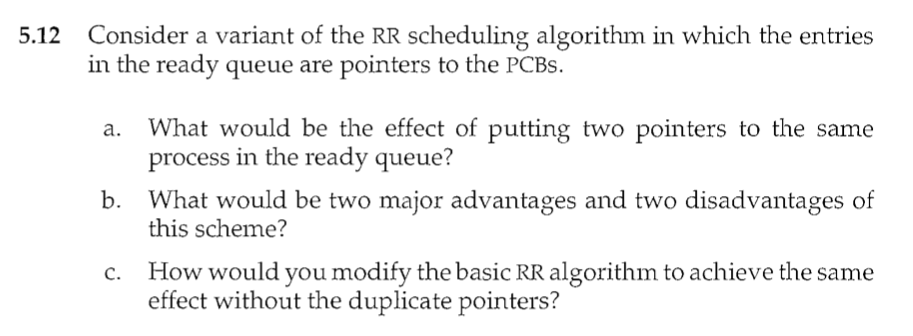 5.12 Consider a variant of the RR scheduling algorithm in which the entries
in the ready queue are pointers to the PCBs.
a. What would be the effect of putting two pointers to the same
process in the ready queue?
b. What would be two major advantages and two disadvantages of
this scheme?
c. How would you modify the basic RR algorithm to achieve the same
effect without the duplicate pointers?